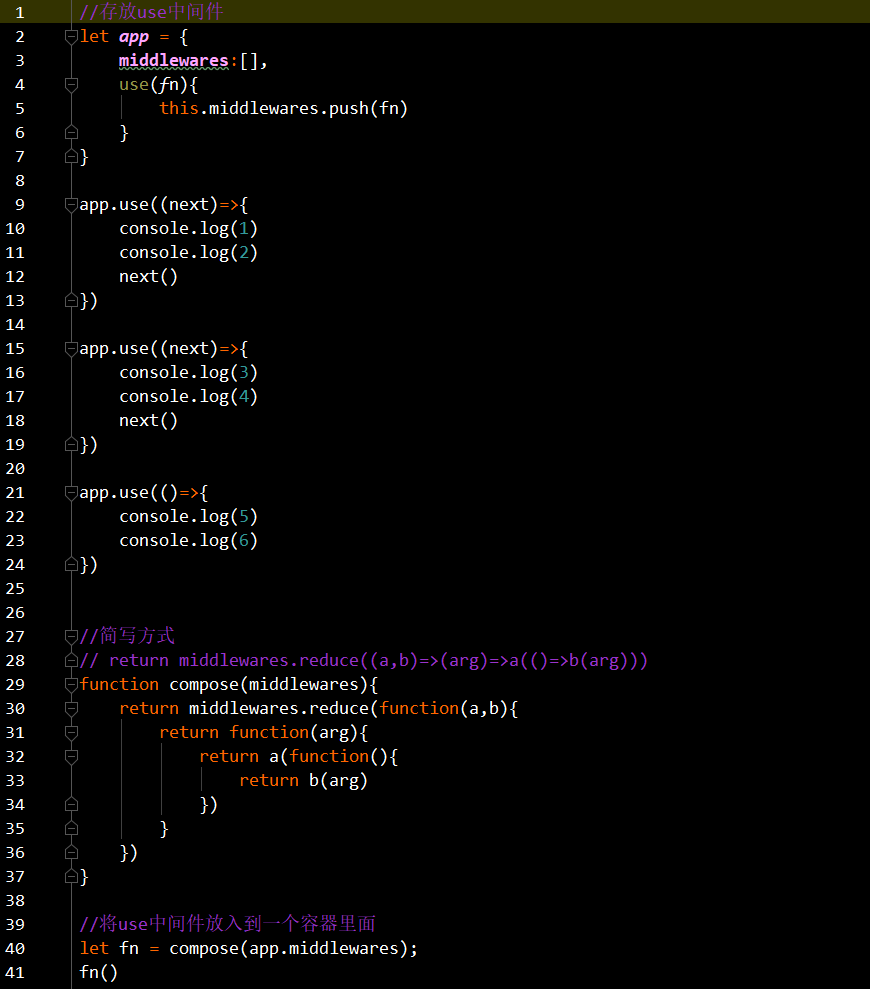 1 //存放use中间件
2 let app = {
3 middlewares:[],
4 use(fn){
5 this.middlewares.push(fn)
6 }
7 }
8
9 app.use((next)=>{
10 console.log(1)
11 console.log(2)
12 next()
13 })
14
15 app.use((next)=>{
16 console.log(3)
17 console.log(4)
18 next()
19 })
20
21 app.use(()=>{
22 console.log(5)
23 console.log(6)
24 })
25
26
27 //简写方式
28 // return middlewares.reduce((a,b)=>(arg)=>a(()=>b(arg)))
29 function compose(middlewares){
30 return middlewares.reduce(function(a,b){
31 return function(arg){
32 return a(function(){
33 return b(arg)
34 })
35 }
36 })
37 }
38
39 //将use中间件放入到一个容器里面
40 let fn = compose(app.middlewares);
41 fn()